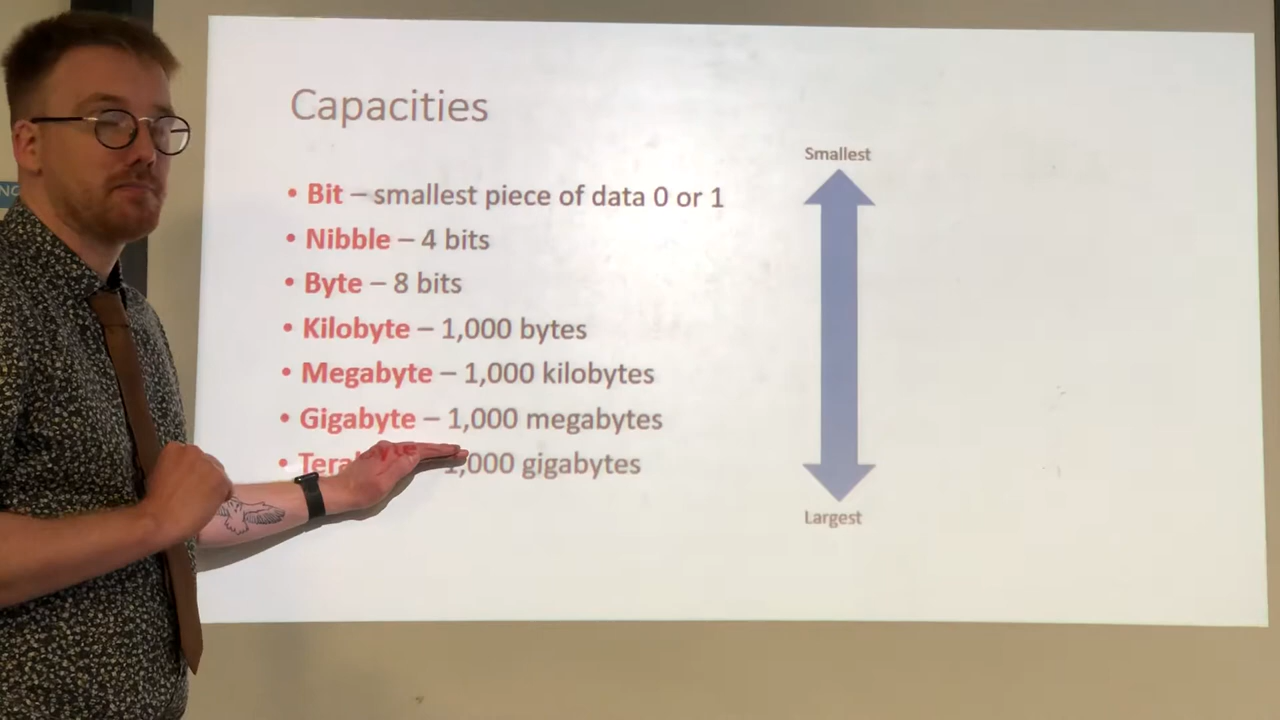 Capacities
• Bit – smallest piece of data 0 or 1
• Nibble – 4 bits
• Byte – 8 bits
• Kilobyte – 1,000 bytes
• Megabyte – 1,000 kilobytes
• Gigabyte – 1,000 megabytes
• Terabyte 1,000 gigabytes
Smallest
Largest